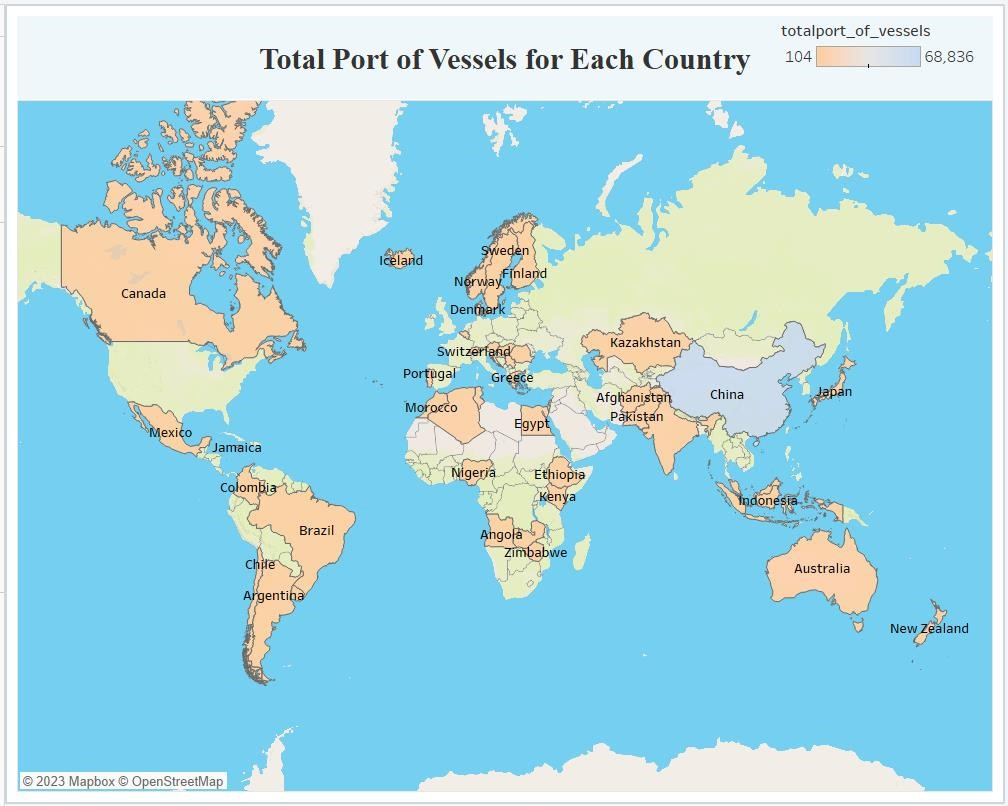 totalport_of_vessels
Total Port of Vessels for Each Country
104 68,836
Iceland
Sweden
Finland
Norway
Canada
Denmark
Kazakhstan
Switzerland
Portugal
Greece
Japan
China
Afghanistan
Morocco
Pakistan
Egypt
Mexico
Jamaica
Nigeria
Ethiopia
Colombia
Kenya
Indonesia
Brazil
Angola
Zimbabwe
Chile
Australia
Argentina
New Zealand
© 2023 Mapbox © OpenStreetMap